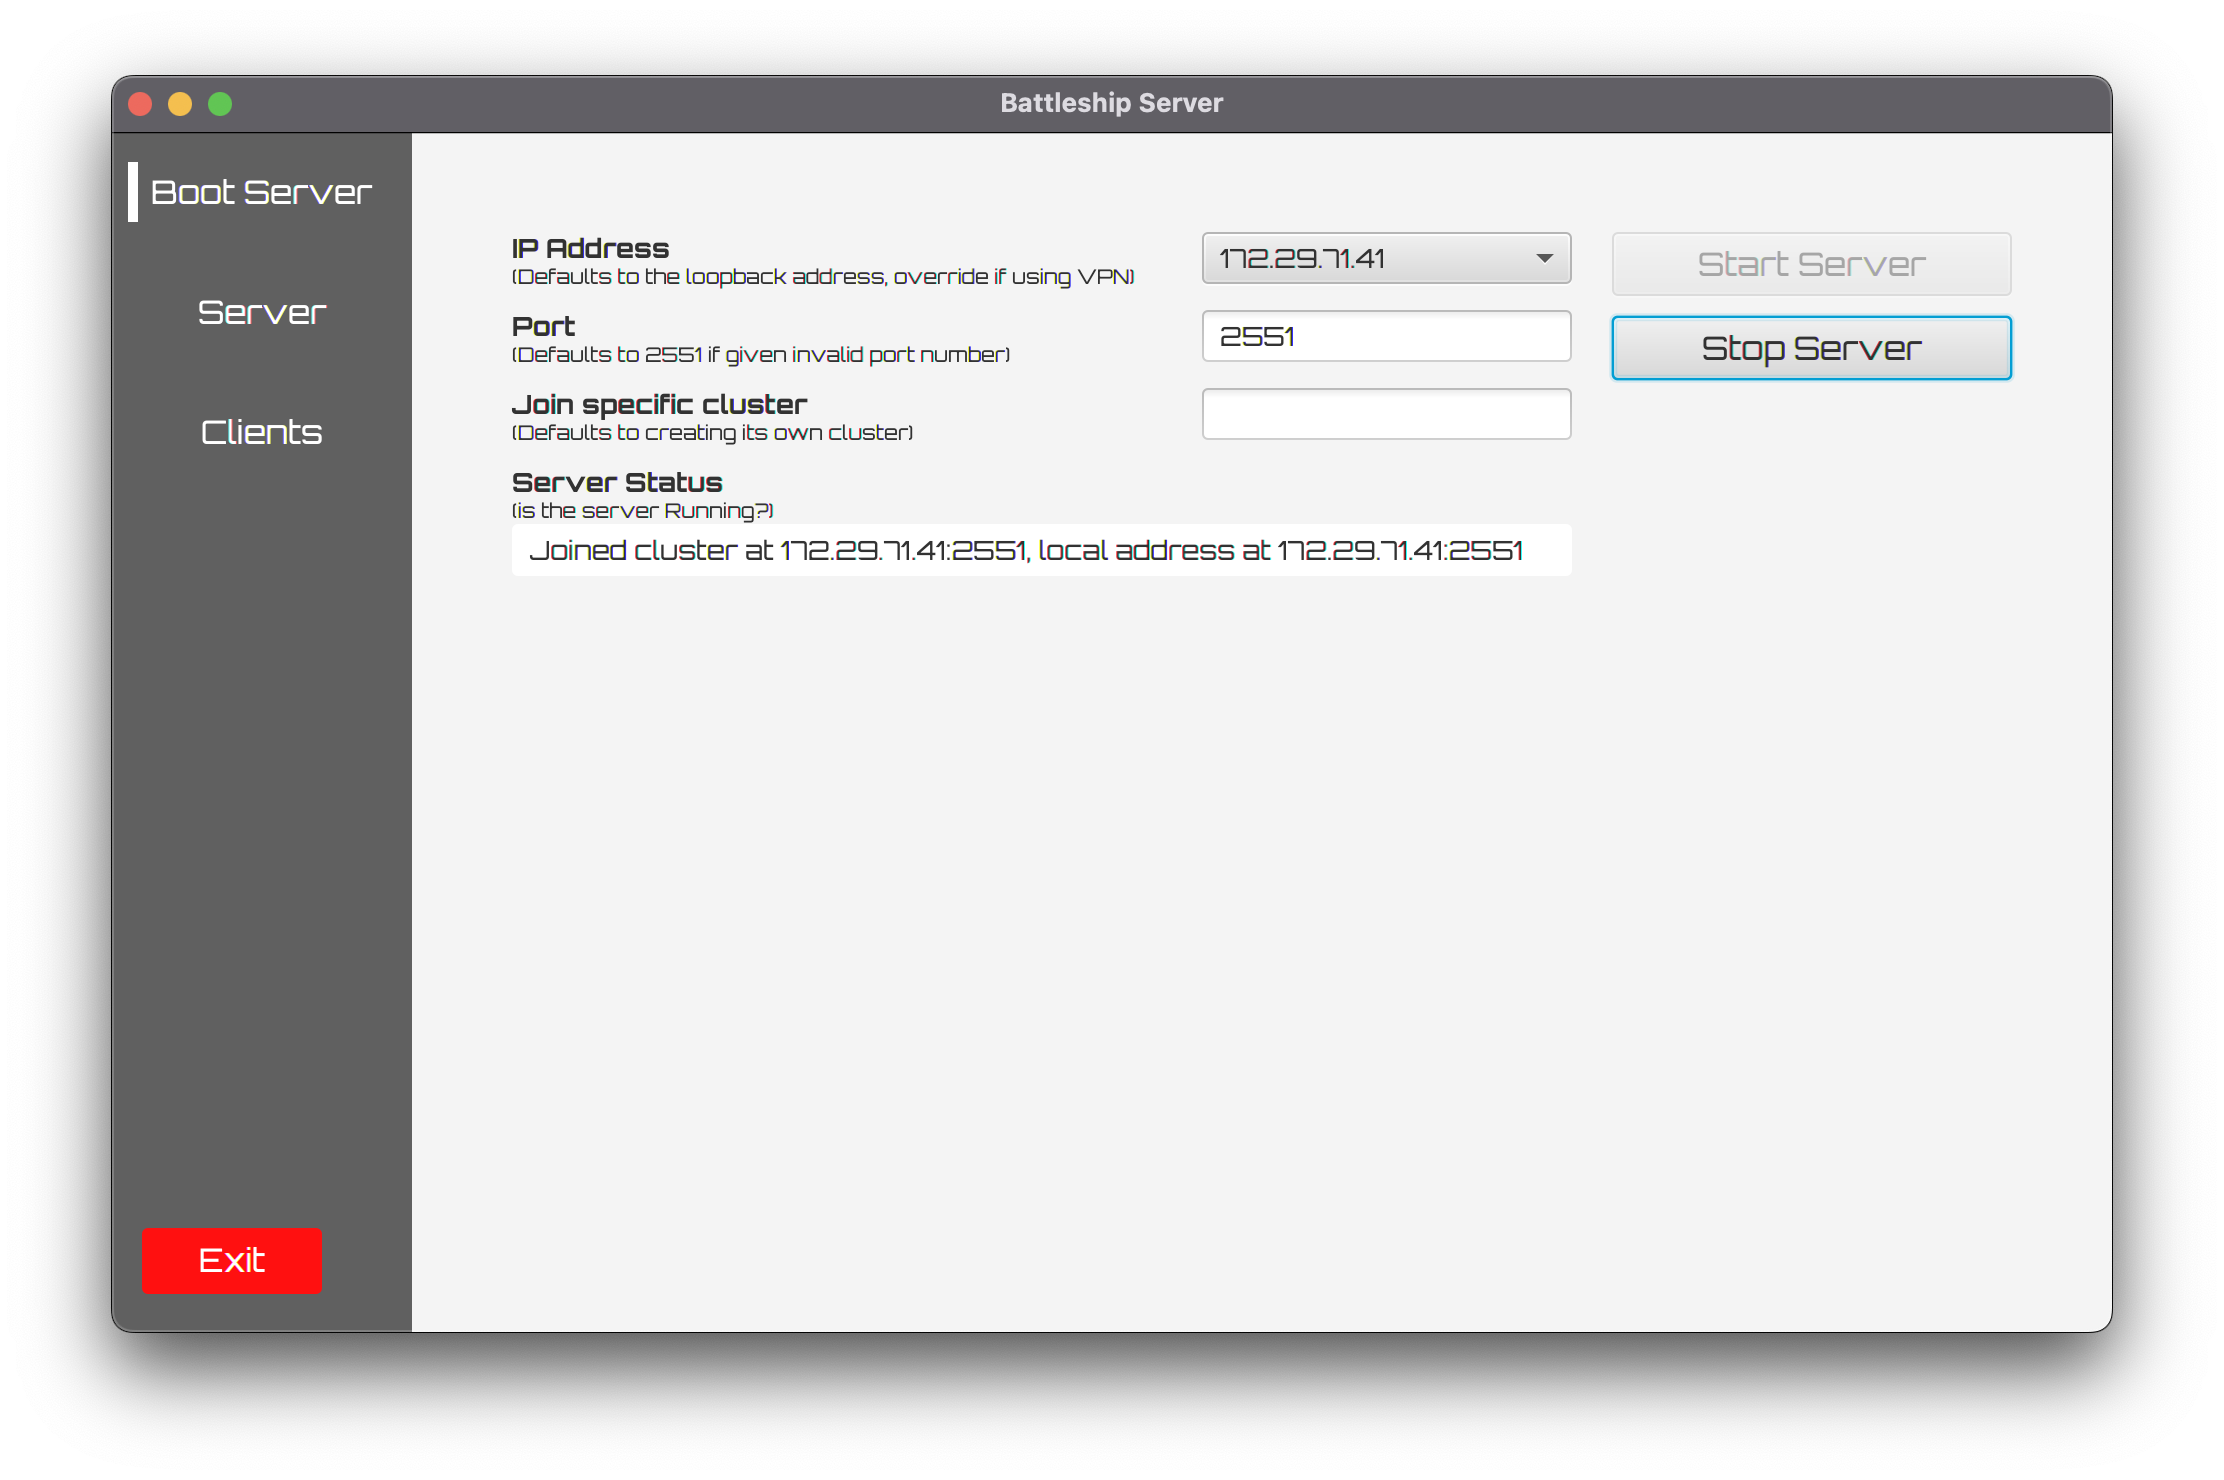 Battleship Server
Boot Server
Server
Clients
Exit
IP Address
(Defaults to the loopback address, override if using VPN)
172.29.71.41
Start Server
Port
(Defaults to 2551 if given invalid port number)
2551
Stop Server
Join specific cluster
(Defaults to creating its own cluster)
Server Status
(is the server Running?)
Joined cluster at 172.29.71.41:2551, local address at 172.29.71.41:2551